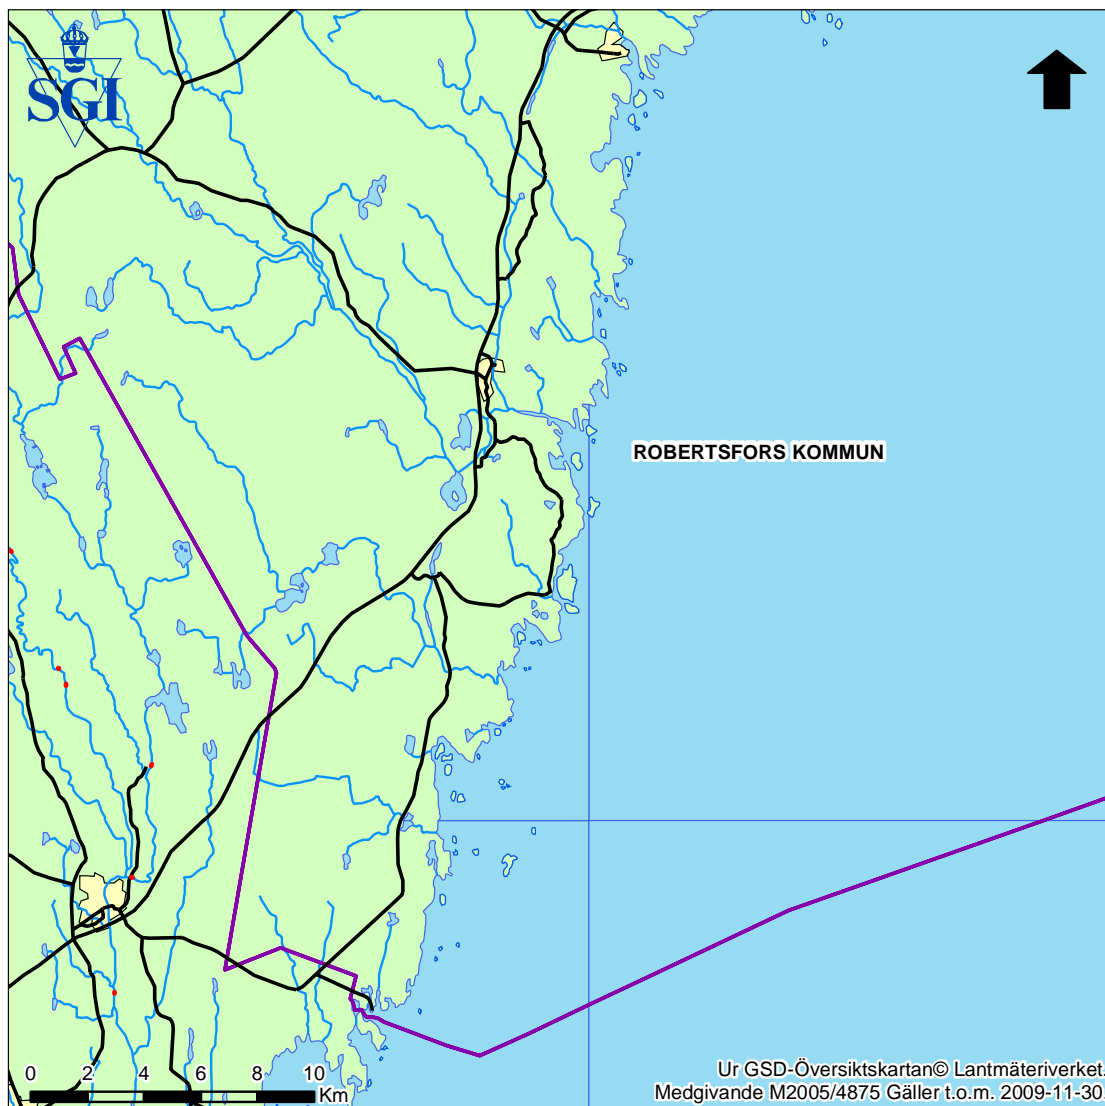 SGI
ROBERTSFORS KOMMUN
0 2 4 6 8 10
Km
Ur GSD-Översiktskartan© Lantmäteriverket.
Medgivande M2005/4875 Gäller t.o.m. 2009-11-30